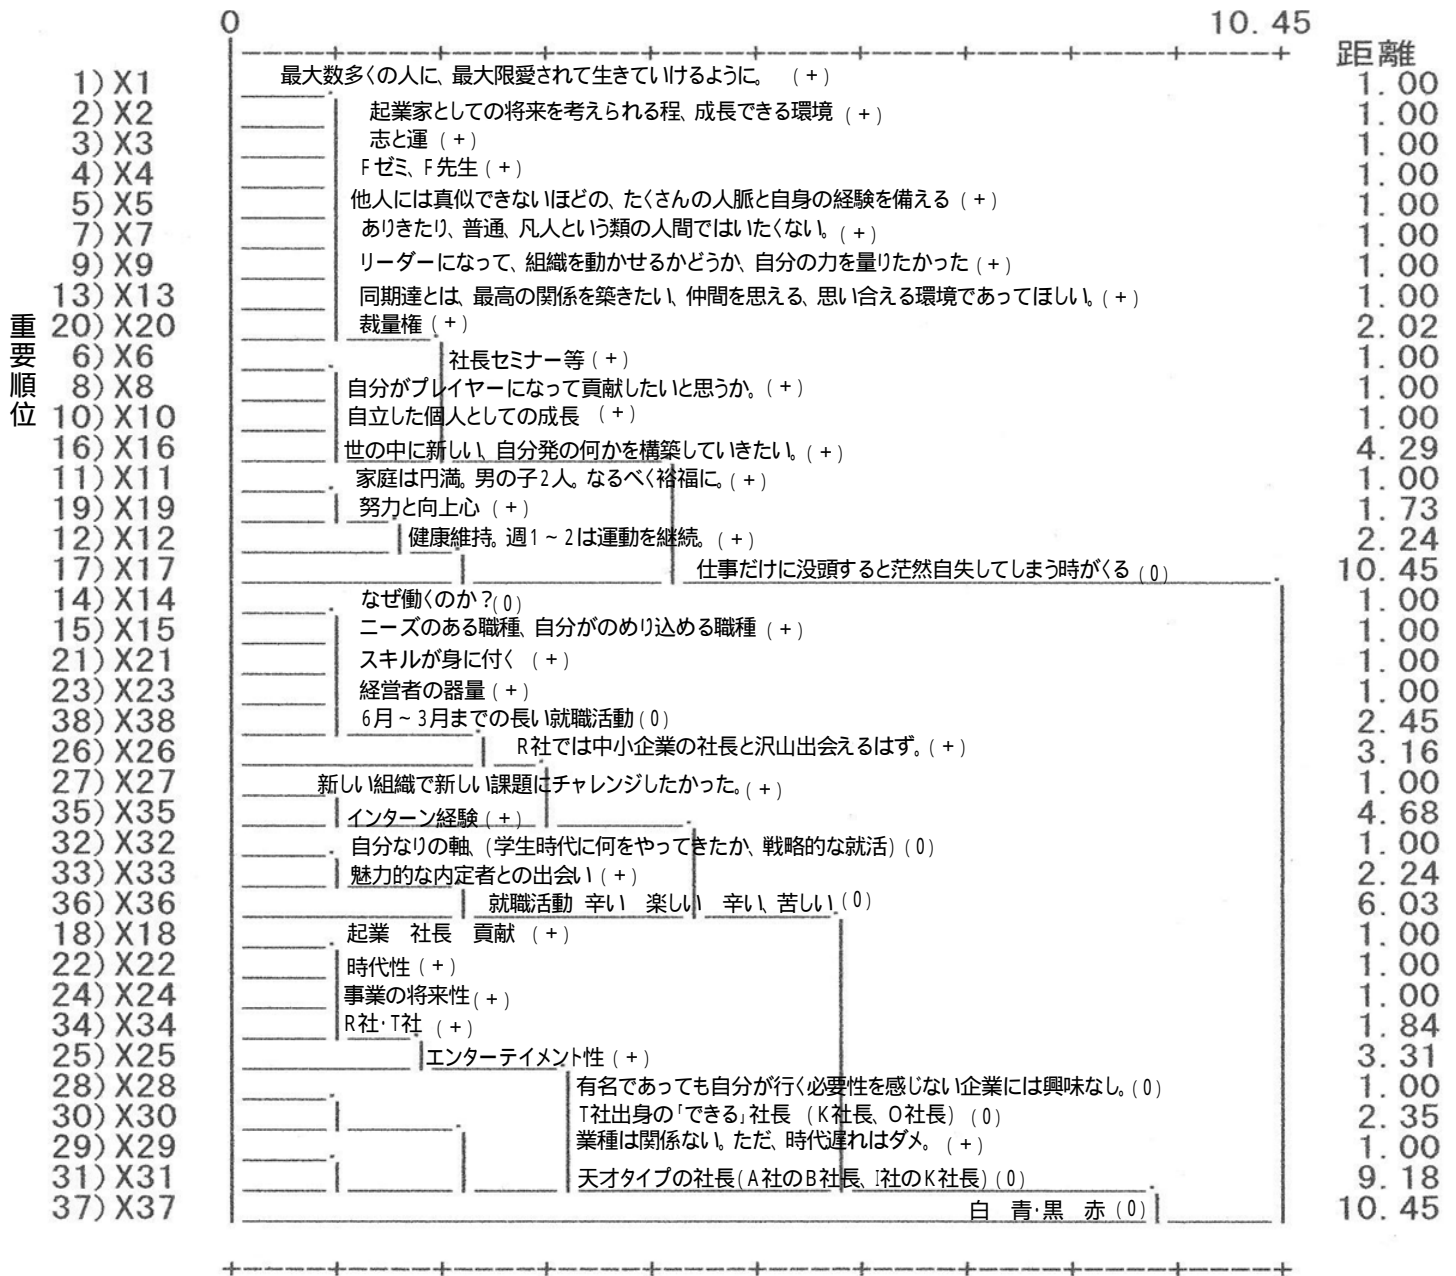 0 10.45
距離
重要順位
1) X1 最大数多くの人に、最大限愛されて生きていけるように。 (+) 1.00
2) X2 起業家としての将来を考えられる程、成長できる環境 (+) 1.00
3) X3 志と運 (+) 1.00
4) X4 Fゼミ、F先生 (+) 1.00
5) X5 他人には真似できないほどの、たくさんの人脈と自身の経験を備える (+) 1.00
7) X7 ありきたり、普通、凡人という類の人間ではいたくない。(+) 1.00
9) X9 リーダーになって、組織を動かせるかどうか、自分の力を量りたかった (+) 1.00
13) X13 同期達とは、最高の関係を築きたい、仲間を思える、思い合える環境であってほしい。(+) 1.00
20) X20 裁量権 (+) 2.02
6) X6 社長セミナー等 (+) 1.00
8) X8 自分がプレイヤーになって貢献したいと思うか。(+) 1.00
10) X10 自立した個人としての成長 (+) 1.00
16) X16 世の中に新しい、自分発の何かを構築していきたい。(+) 4.29
11) X11 家庭は円満。男の子2人。なるべく裕福に。(+) 1.00
19) X19 努力と向上心 (+) 1.73
12) X12 健康維持。週1~2は運動を継続。(+) 2.24
17) X17 仕事だけに没頭すると茫然自失してしまう時がくる (0) 10.45
14) X14 なぜ働くのか?(0) 1.00
15) X15 ニーズのある職種、自分がのめり込める職種 (+) 1.00
21) X21 スキルが身に付く (+) 1.00
23) X23 経営者の器量 (+) 1.00
38) X38 6月~3月までの長い就職活動 (0) 2.45
26) X26 R社では中小企業の社長と沢山出会えるはず。(+) 3.16
27) X27 新しい組織で新しい課題にチャレンジしたかった。(+) 1.00
35) X35 インターン経験 (+) 4.68
32) X32 自分なりの軸、(学生時代に何をやってきたか、戦略的な就活) (0) 1.00
33) X33 魅力的な内定者との出会い (+) 2.24
36) X36 就職活動 辛い 楽しい 辛い、苦しい (0) 6.03
18) X18 起業 社長 貢献 (+) 1.00
22) X22 時代性 (+) 1.00
24) X24 事業の将来性 (+) 1.00
34) X34 R社・T社 (+) 1.84
25) X25 エンターテイメント性 (+) 3.31
28) X28 有名であっても自分が行く必要性を感じない企業には興味なし。(0) 1.00
30) X30 T社出身の「できる」社長 (K社長、O社長) (0) 2.35
29) X29 業種は関係ない。ただ、時代遅れはダメ。 (+) 1.00
31) X31 天才タイプの社長(A社のB社長、I社のK社長) (0) 9.18
37) X37 白 青・黒 赤 (0) 10.45